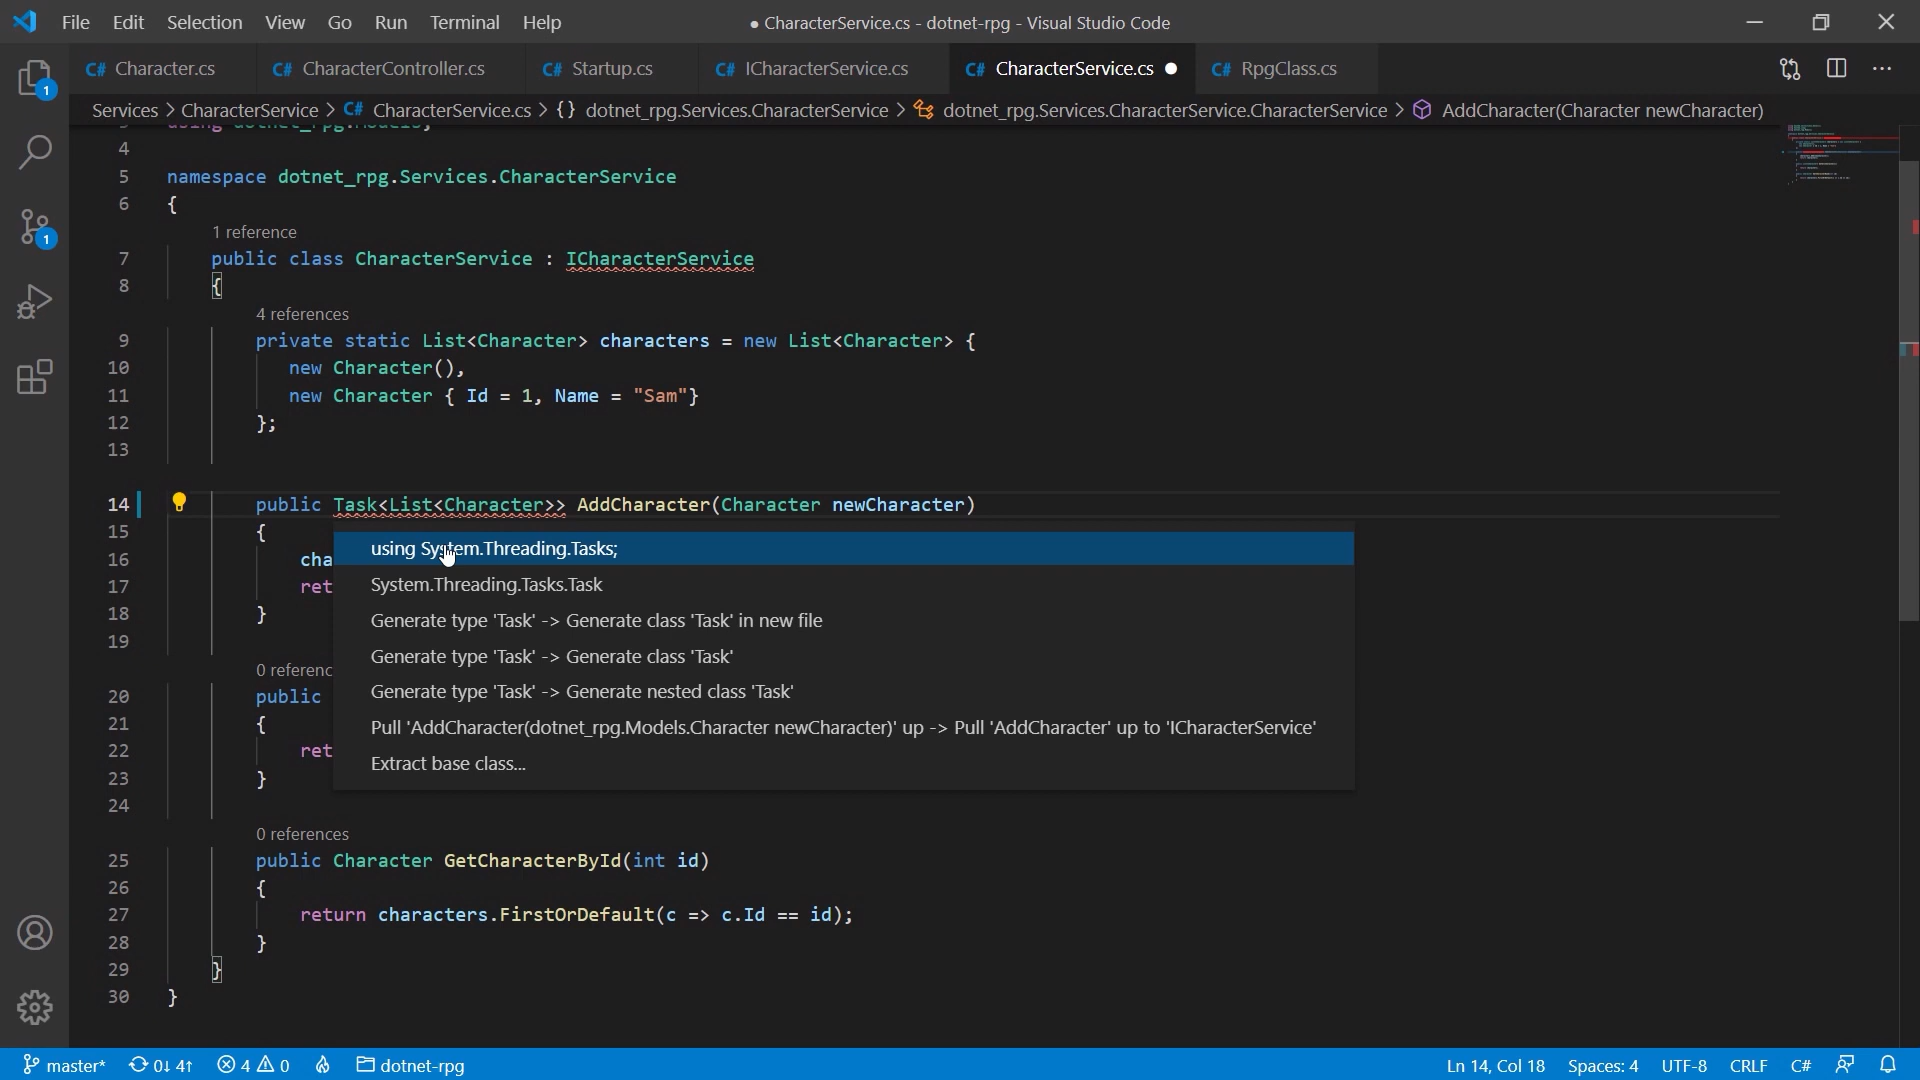 File Edit Selection View Go Run Terminal Help
● CharacterService.cs - dotnet-rpg - Visual Studio Code
C# Character.cs C# CharacterController.cs C# Startup.cs C# ICharacterService.cs C# CharacterService.cs ● C# RpgClass.cs
Services > CharacterService > C# CharacterService.cs > {} dotnet_rpg.Services.CharacterService > dotnet_rpg.Services.CharacterService.CharacterService > AddCharacter(Character newCharacter)
using dotnet_rpg.Models;
4
5 namespace dotnet_rpg.Services.CharacterService
6 {
1 reference
7 public class CharacterService : ICharacterService
8 {
4 references
9 private static List<Character> characters = new List<Character> {
10 new Character(),
11 new Character { Id = 1, Name = "Sam"}
12 };
13
14 public Task<List<Character>> AddCharacter(Character newCharacter)
15 {
using System.Threading.Tasks;
16 cha
System.Threading.Tasks.Task
17 ret
18 }
Generate type 'Task' -> Generate class 'Task' in new file
19
Generate type 'Task' -> Generate class 'Task'
0 referenc
20 public
Generate type 'Task' -> Generate nested class 'Task'
21 {
Pull 'AddCharacter(dotnet_rpg.Models.Character newCharacter)' up -> Pull 'AddCharacter' up to 'ICharacterService'
22 ret
Extract base class...
23 }
24
0 references
25 public Character GetCharacterById(int id)
26 {
27 return characters.FirstOrDefault(c => c.Id == id);
28 }
29 }
30 }
1
1
master* 0↓ 4↑ 4 0 dotnet-rpg Ln 14, Col 18 Spaces: 4 UTF-8 CRLF C#